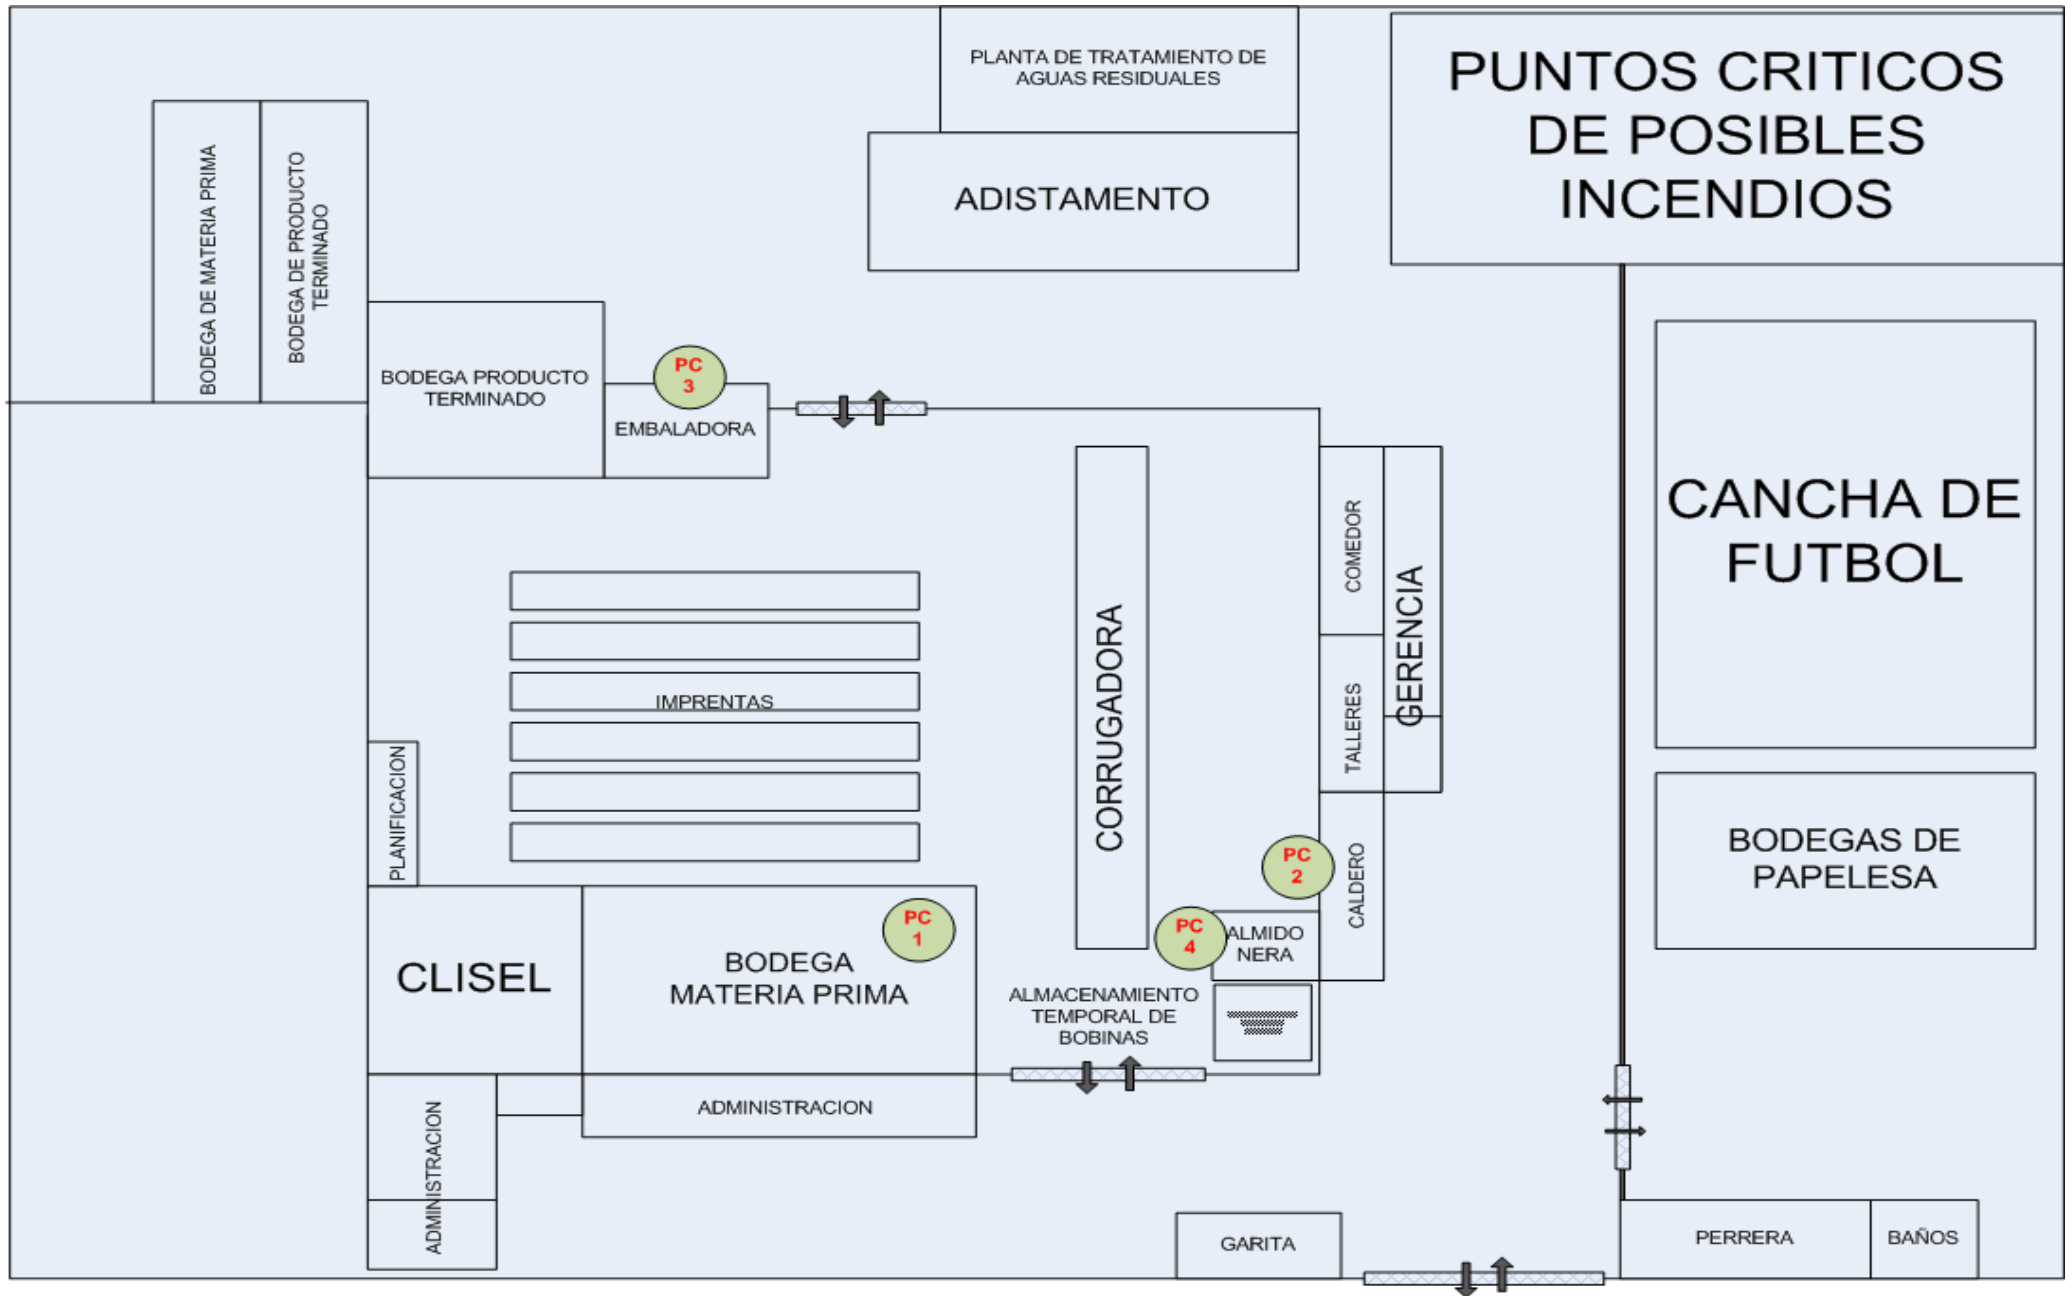 PLANTA DE TRATAMIENTO DE
AGUAS RESIDUALES
PUNTOS CRITICOS
DE POSIBLES
INCENDIOS
ADISTAMENTO
BODEGA DE MATERIA PRIMA
BODEGA DE PRODUCTO
TERMINADO
BODEGA PRODUCTO
TERMINADO
PC
3
EMBALADORA
CANCHA DE
FUTBOL
COMEDOR
GERENCIA
TALLERES
CORRUGADORA
IMPRENTAS
PLANIFICACION
PC
2
CALDERO
BODEGAS DE
PAPELESA
PC
1
PC
4
ALMIDO
NERA
CLISEL
BODEGA
MATERIA PRIMA
ALMACENAMIENTO
TEMPORAL DE
BOBINAS
ADMINISTRACION
ADMINISTRACION
GARITA
PERRERA
BAÑOS